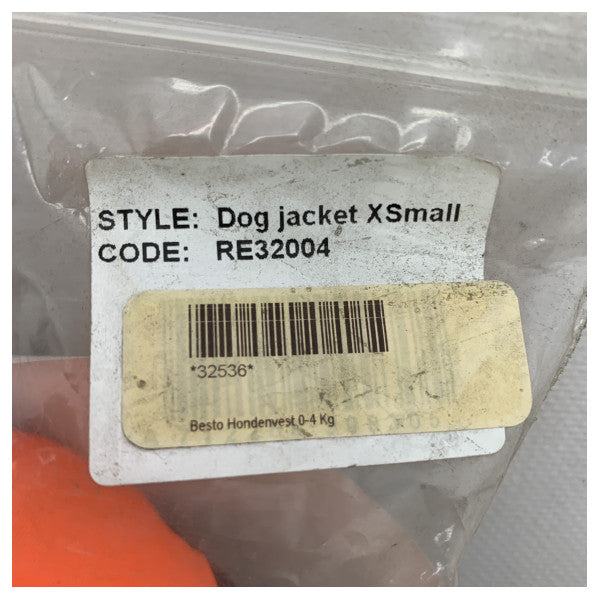 STYLE: Dog jacket XSmall
CODE: RE32004
*32536*
Besto Hondenvest 0-4 Kg